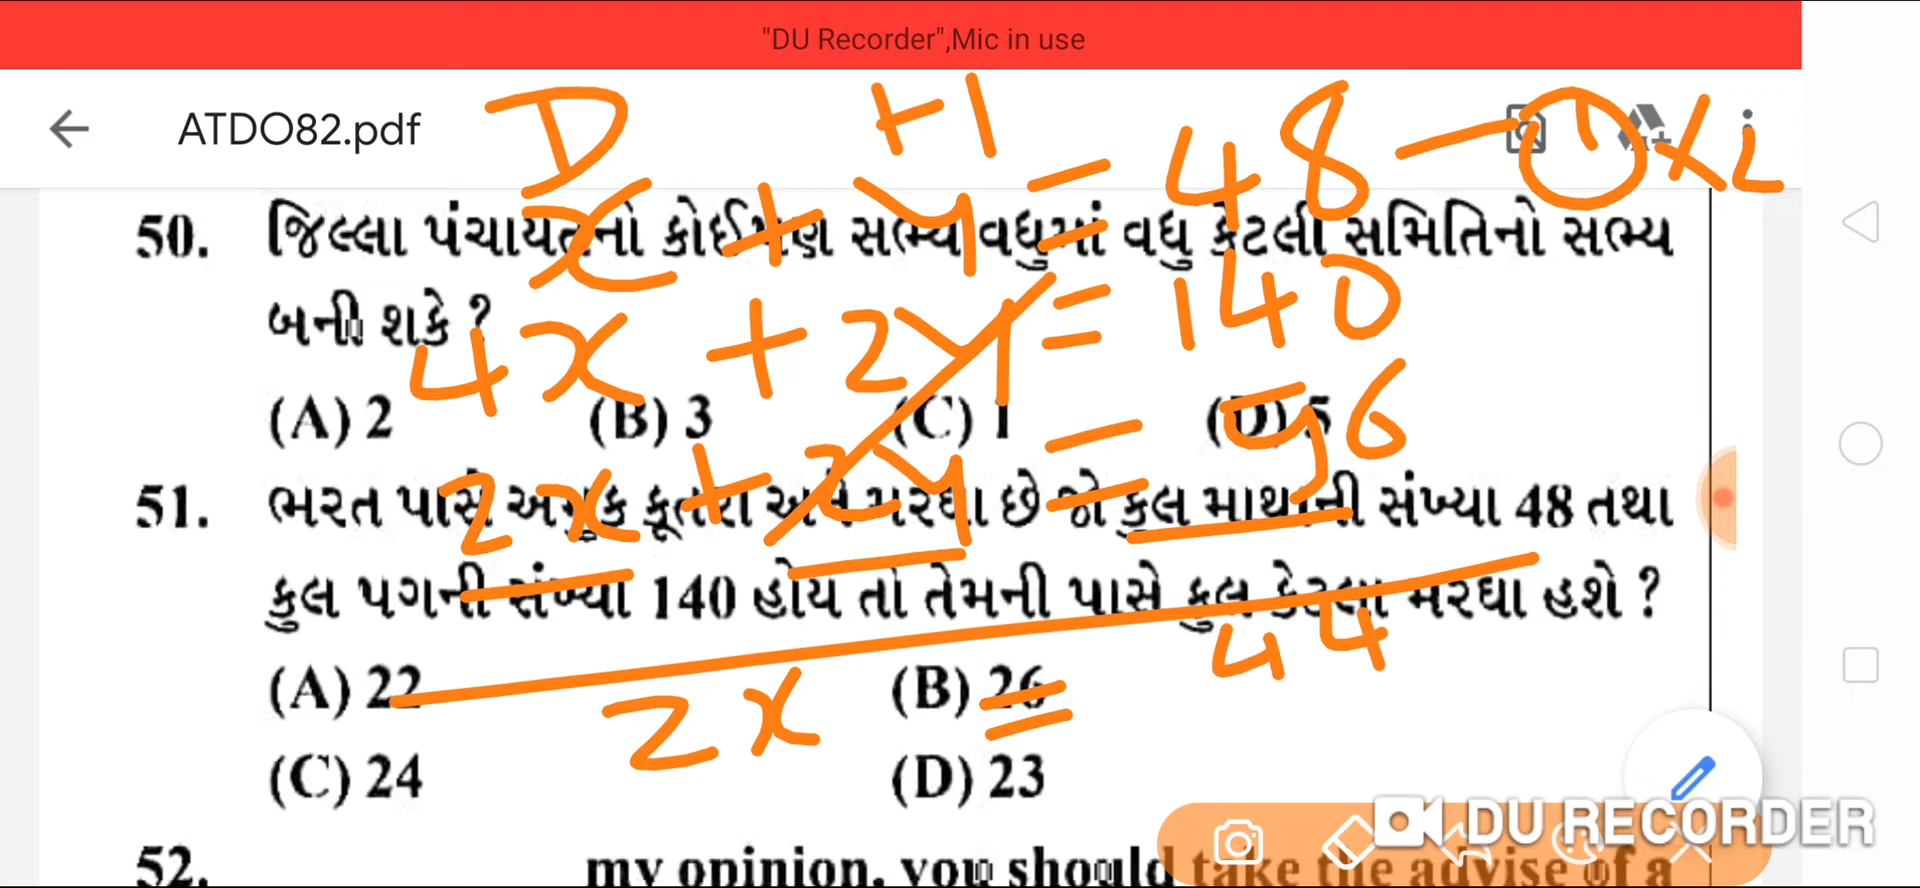 "DU Recorder",Mic in use
ATDO82.pdf
D + 1
x + y = 48 — 1 × 2
50. જિલ્લા પંચાયતનો કોઈપણ સભ્ય વધુમાં વધુ કેટલી સમિતિનો સભ્ય
બની શકે ?
4x + 2y = 140
(A) 2 (B) 3 (C) 1 (D) 5
2x + 2y = 96
51. ભરત પાસે અમુક કૂતરા અને મરઘા છે જો કુલ માથાની સંખ્યા 48 તથા
કુલ પગની સંખ્યા 140 હોય તો તેમની પાસે કુલ કેટલા મરઘા હશે ?
(A) 22 (B) 26
2x = 44
(C) 24 (D) 23
DU RECORDER
52. my opinion, you should take the advise of a